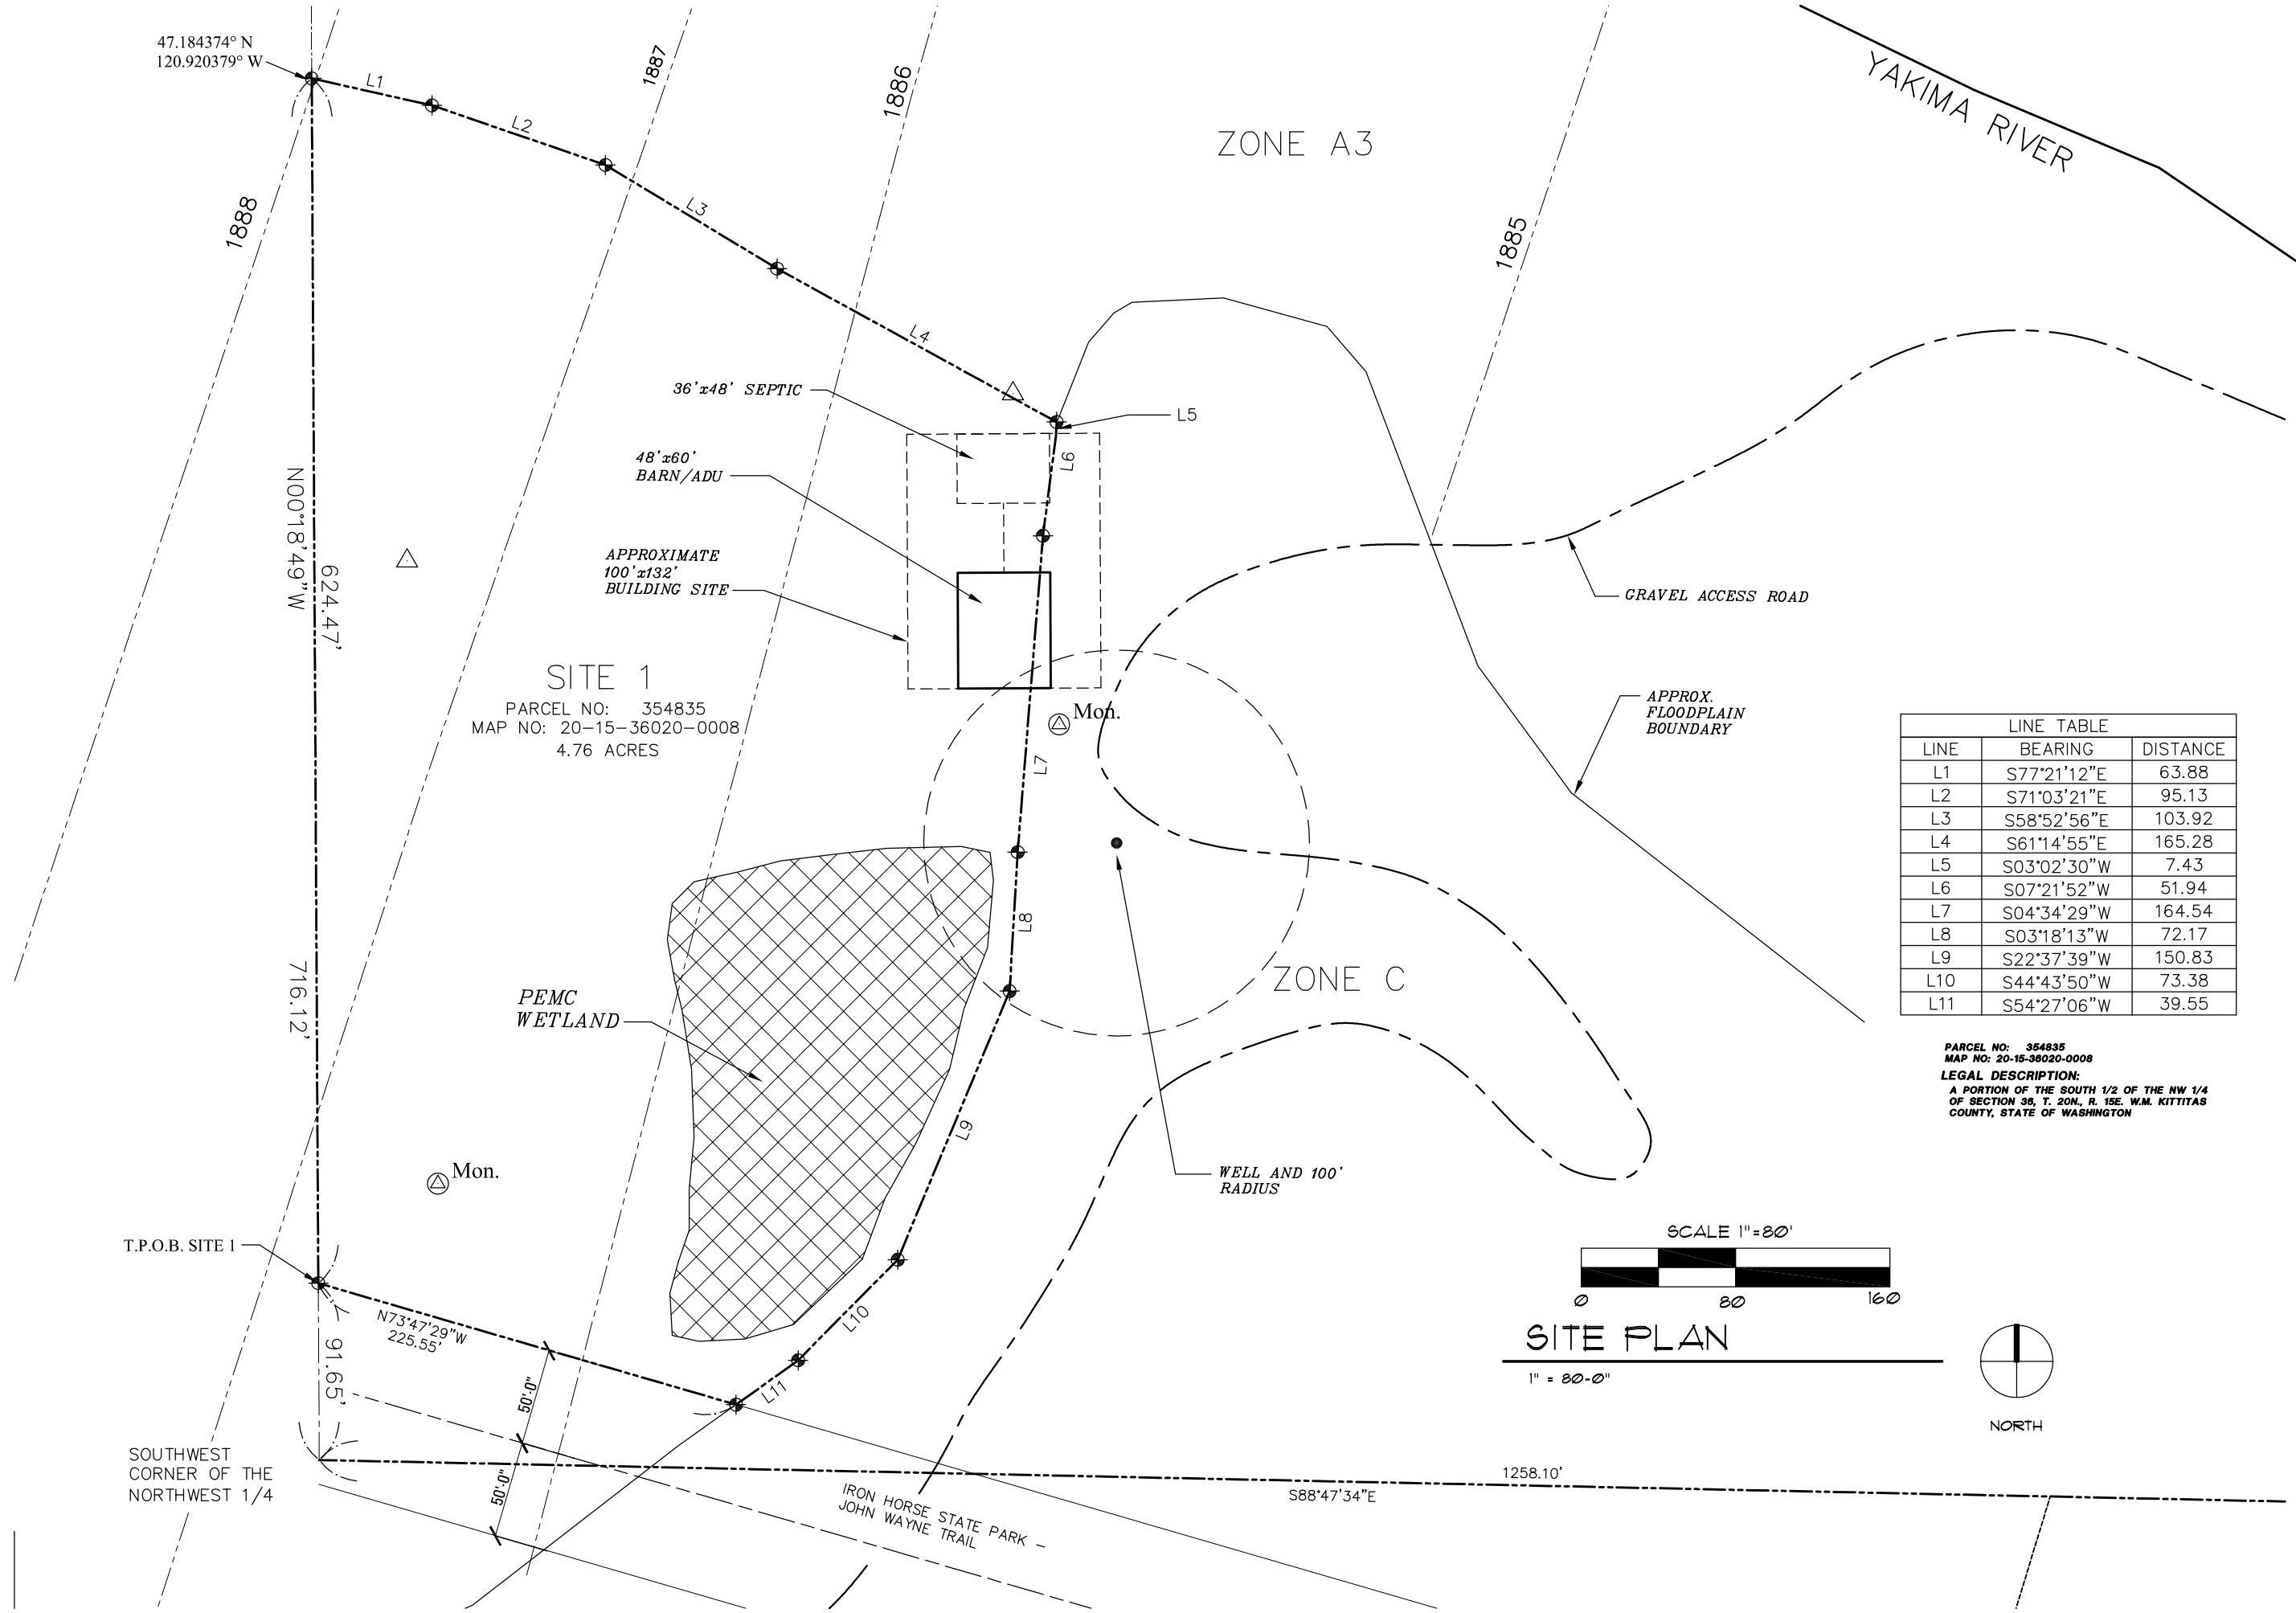 47.184374° N
120.920379° W
L1
L2
L3
L4
1888
1887
1886
1885
ZONE A3
YAKIMA RIVER
36'x48' SEPTIC
L5
L6
48'x60'
BARN/ADU
APPROXIMATE
100'x132'
BUILDING SITE
N00°18'49"W
624.47'
GRAVEL ACCESS ROAD
SITE 1
PARCEL NO: 354835
MAP NO: 20-15-36020-0008
4.76 ACRES
Mon.
L7
APPROX.
FLOODPLAIN
BOUNDARY
LINE TABLE
LINE BEARING DISTANCE
L1 S77°21'12"E 63.88
L2 S71°03'21"E 95.13
L3 S58°52'56"E 103.92
L4 S61°14'55"E 165.28
L5 S03°02'30"W 7.43
L6 S07°21'52"W 51.94
L7 S04°34'29"W 164.54
L8 S03°18'13"W 72.17
L9 S22°37'39"W 150.83
L10 S44°43'50"W 73.38
L11 S54°27'06"W 39.55
L8
ZONE C
716.12'
PEMC
WETLAND
PARCEL NO: 354835
MAP NO: 20-15-36020-0008
LEGAL DESCRIPTION:
A PORTION OF THE SOUTH 1/2 OF THE NW 1/4
OF SECTION 36, T. 20N., R. 15E. W.M. KITTITAS
COUNTY, STATE OF WASHINGTON
L9
Mon.
WELL AND 100'
RADIUS
T.P.O.B. SITE 1
SCALE 1"=80'
0 80 160
SITE PLAN
1" = 80-0"
NORTH
N73°47'29"W
225.55'
L10
L11
91.65'
50'-0"
50'-0"
SOUTHWEST
CORNER OF THE
NORTHWEST 1/4
1258.10'
S88°47'34"E
IRON HORSE STATE PARK -
JOHN WAYNE TRAIL